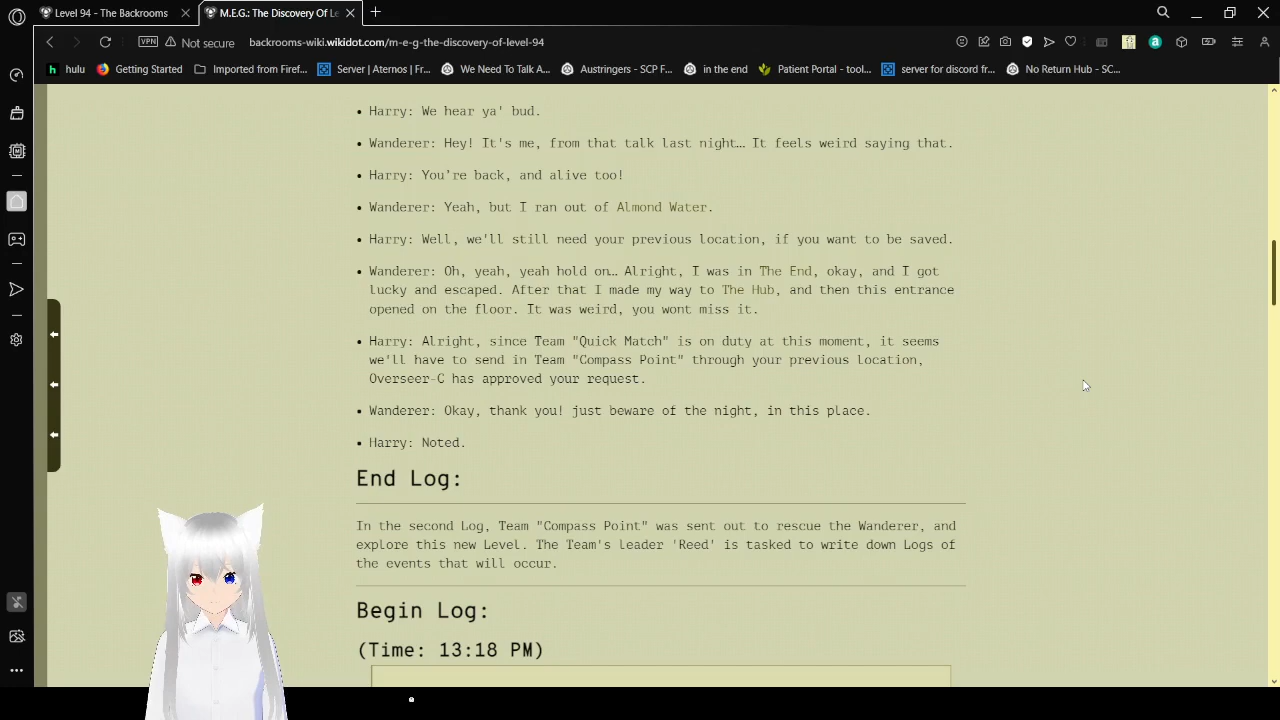 Level 94 - The Backrooms
M.E.G.: The Discovery Of Le
VPN
Not secure
backrooms-wiki.wikidot.com/m-e-g-the-discovery-of-level-94
hulu
Getting Started
Imported from Firef...
Server | Aternos | Fr...
We Need To Talk A...
Austringers - SCP F...
in the end
Patient Portal - tool...
server for discord fr...
No Return Hub - SC...
• Harry: We hear ya' bud.
• Wanderer: Hey! It's me, from that talk last night… It feels weird saying that.
• Harry: You’re back, and alive too!
• Wanderer: Yeah, but I ran out of Almond Water.
• Harry: Well, we'll still need your previous location, if you want to be saved.
• Wanderer: Oh, yeah, yeah hold on… Alright, I was in The End, okay, and I got
lucky and escaped. After that I made my way to The Hub, and then this entrance
opened on the floor. It was weird, you wont miss it.
• Harry: Alright, since Team "Quick Match" is on duty at this moment, it seems
we'll have to send in Team "Compass Point" through your previous location,
Overseer-C has approved your request.
• Wanderer: Okay, thank you! just beware of the night, in this place.
• Harry: Noted.
End Log:
In the second Log, Team "Compass Point" was sent out to rescue the Wanderer, and
explore this new Level. The Team's leader 'Reed' is tasked to write down Logs of
the events that will occur.
Begin Log:
(Time: 13:18 PM)